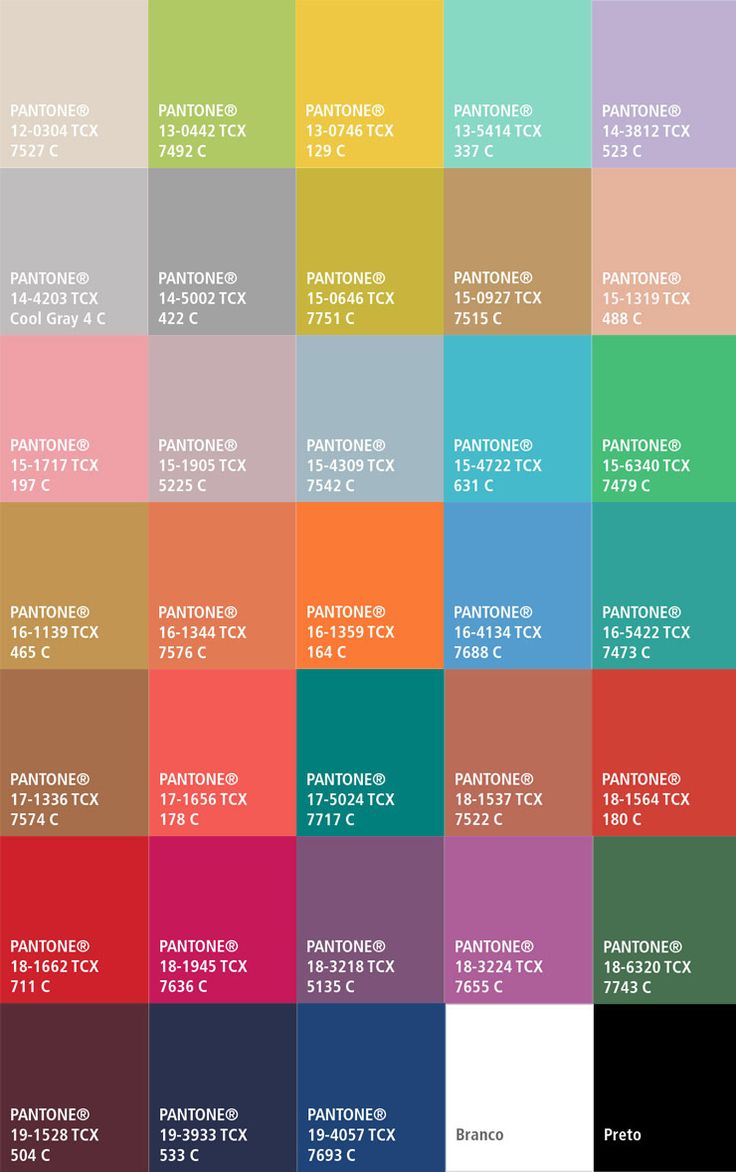 PANTONE®
12-0304 TCX
7527 C
PANTONE®
13-0442 TCX
7492 C
PANTONE®
13-0746 TCX
129 C
PANTONE®
13-5414 TCX
337 C
PANTONE®
14-3812 TCX
523 C
PANTONE®
14-4203 TCX
Cool Gray 4 C
PANTONE®
14-5002 TCX
422 C
PANTONE®
15-0646 TCX
7751 C
PANTONE®
15-0927 TCX
7515 C
PANTONE®
15-1319 TCX
488 C
PANTONE®
15-1717 TCX
197 C
PANTONE®
15-1905 TCX
5225 C
PANTONE®
15-4309 TCX
7542 C
PANTONE®
15-4722 TCX
631 C
PANTONE®
15-6340 TCX
7479 C
PANTONE®
16-1139 TCX
465 C
PANTONE®
16-1344 TCX
7576 C
PANTONE®
16-1359 TCX
164 C
PANTONE®
16-4134 TCX
7688 C
PANTONE®
16-5422 TCX
7473 C
PANTONE®
17-1336 TCX
7574 C
PANTONE®
17-1656 TCX
178 C
PANTONE®
17-5024 TCX
7717 C
PANTONE®
18-1537 TCX
7522 C
PANTONE®
18-1564 TCX
180 C
PANTONE®
18-1662 TCX
711 C
PANTONE®
18-1945 TCX
7636 C
PANTONE®
18-3218 TCX
5135 C
PANTONE®
18-3224 TCX
7655 C
PANTONE®
18-6320 TCX
7743 C
PANTONE®
19-1528 TCX
504 C
PANTONE®
19-3933 TCX
533 C
PANTONE®
19-4057 TCX
7693 C
Branco
Preto